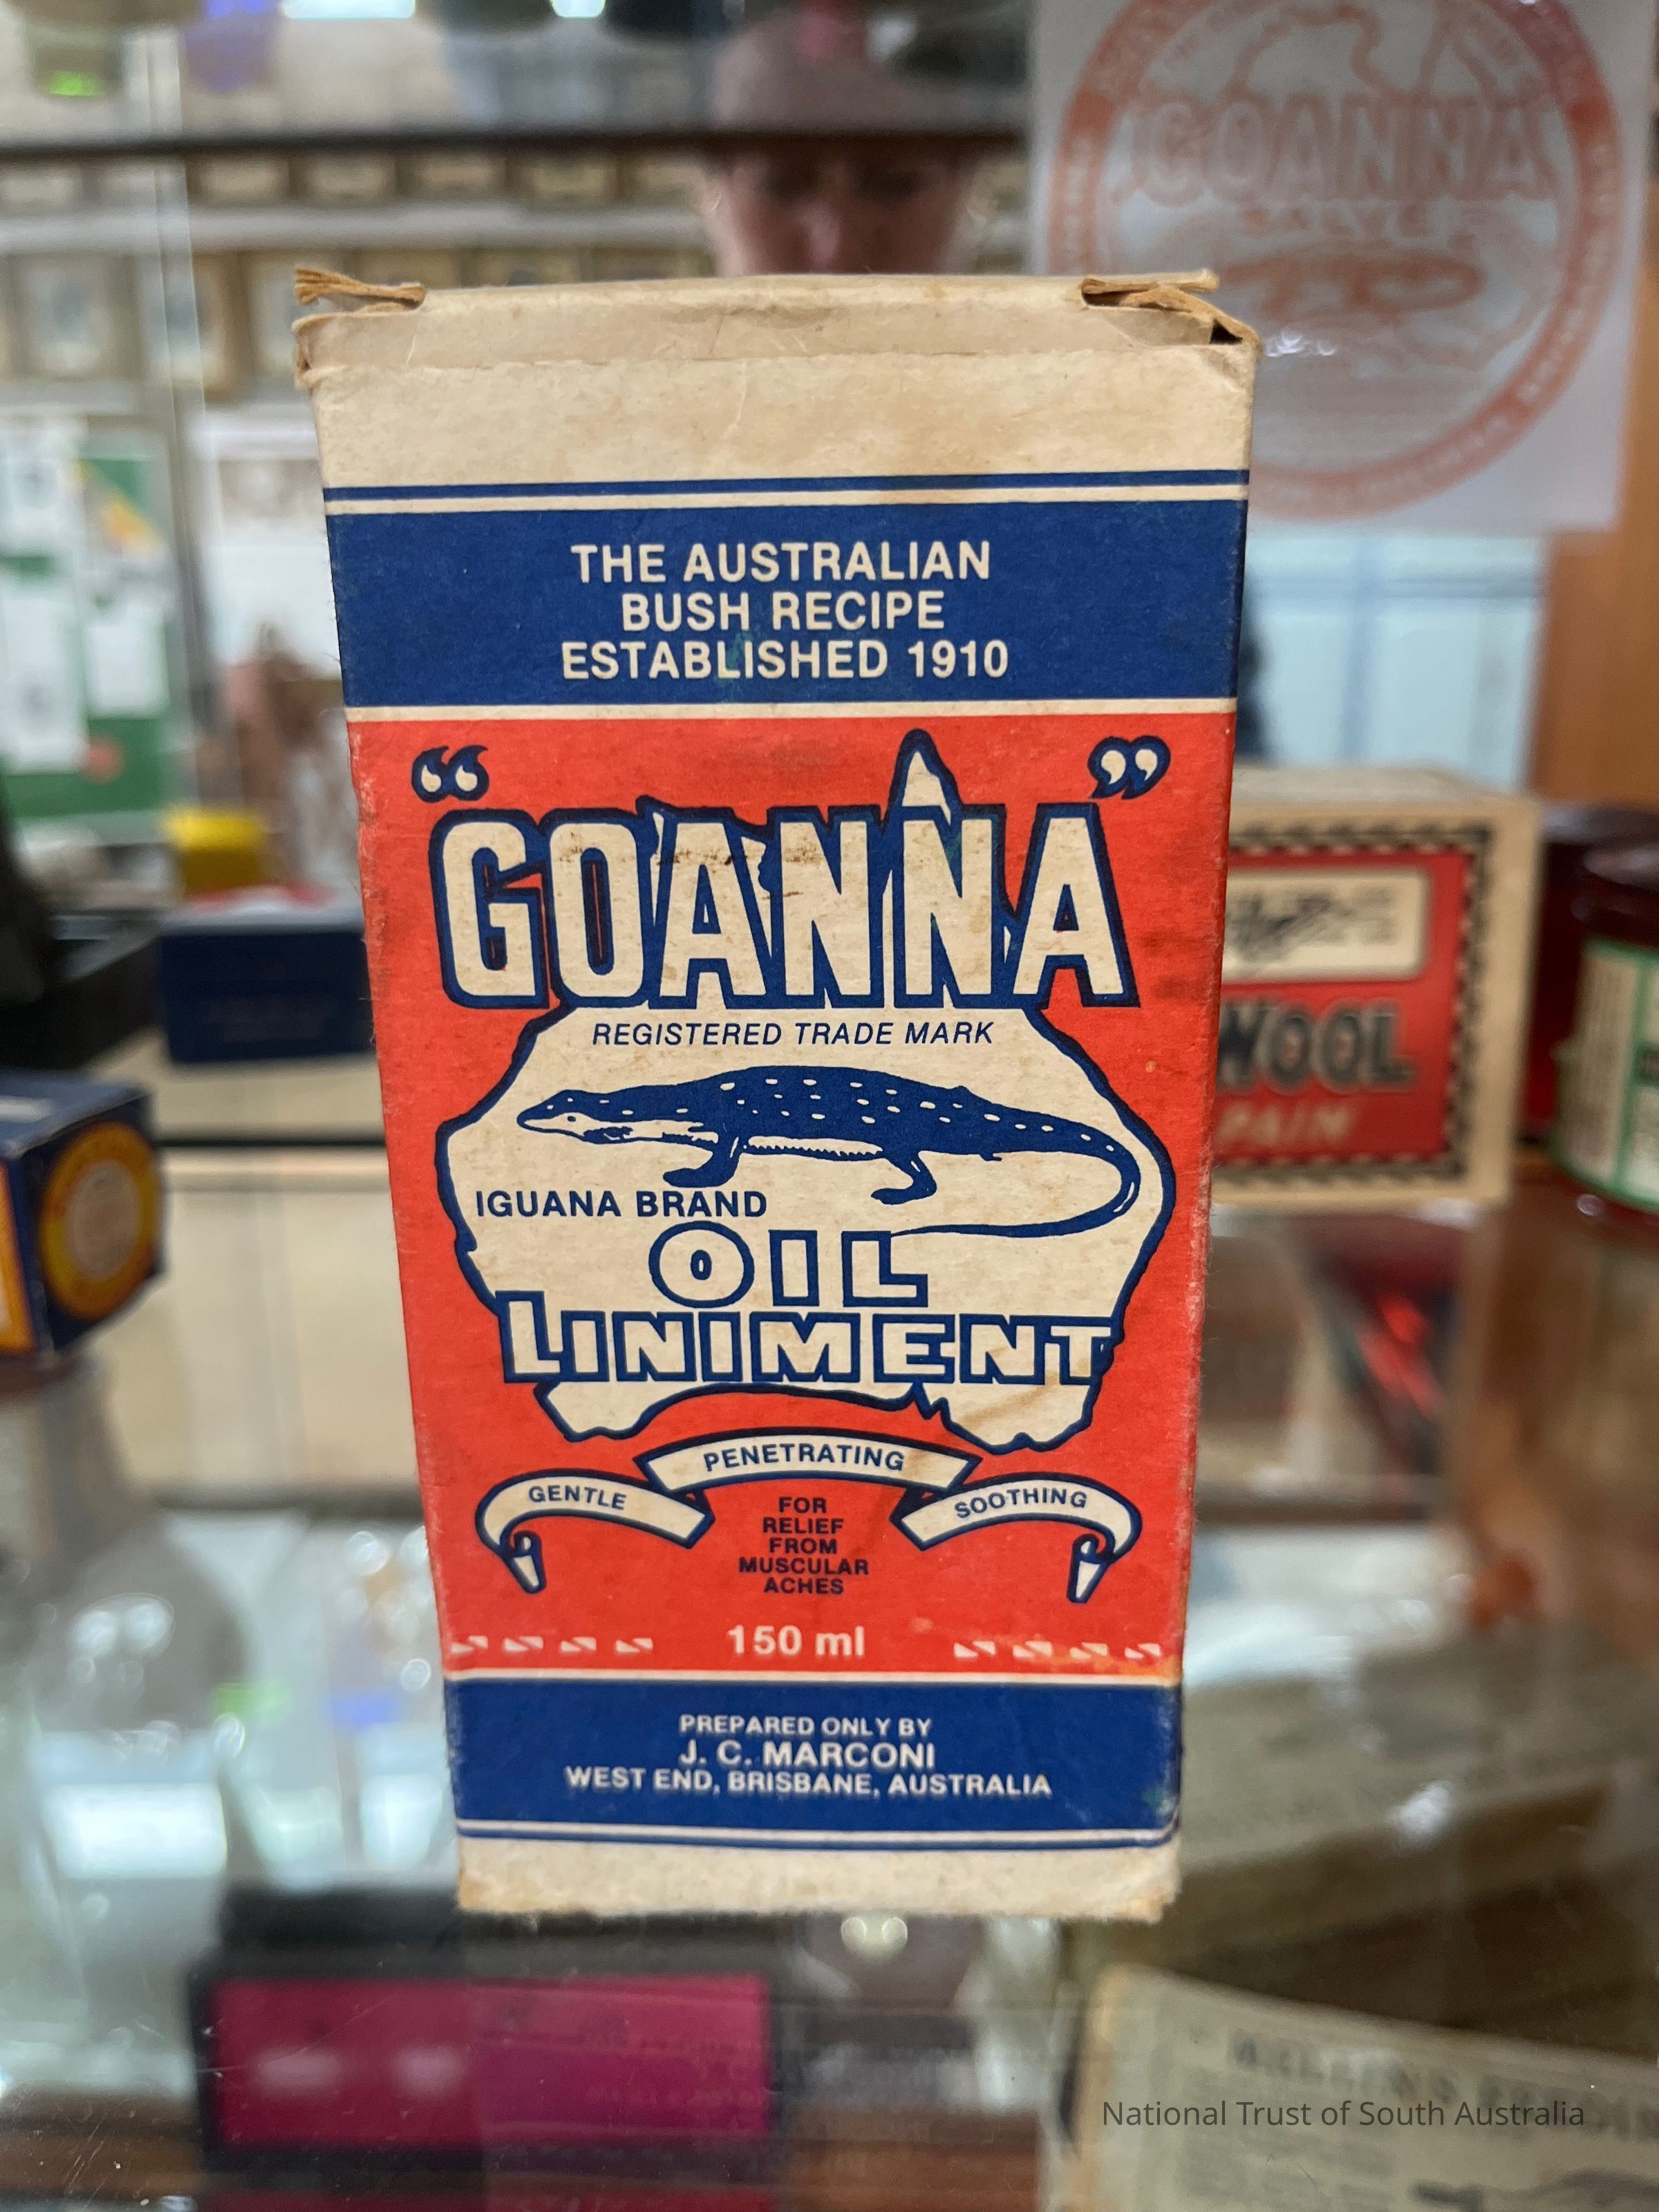 GOANNA
SALVE
THE AUSTRALIAN
BUSH RECIPE
ESTABLISHED 1910
“GOANNA”
REGISTERED TRADE MARK
IGUANA BRAND
OIL
LINIMENT
PENETRATING
GENTLE
SOOTHING
FOR
RELIEF
FROM
MUSCULAR
ACHES
150 ml
PREPARED ONLY BY
J. C. MARCONI
WEST END, BRISBANE, AUSTRALIA
WOOL
PAIN
National Trust of South Australia